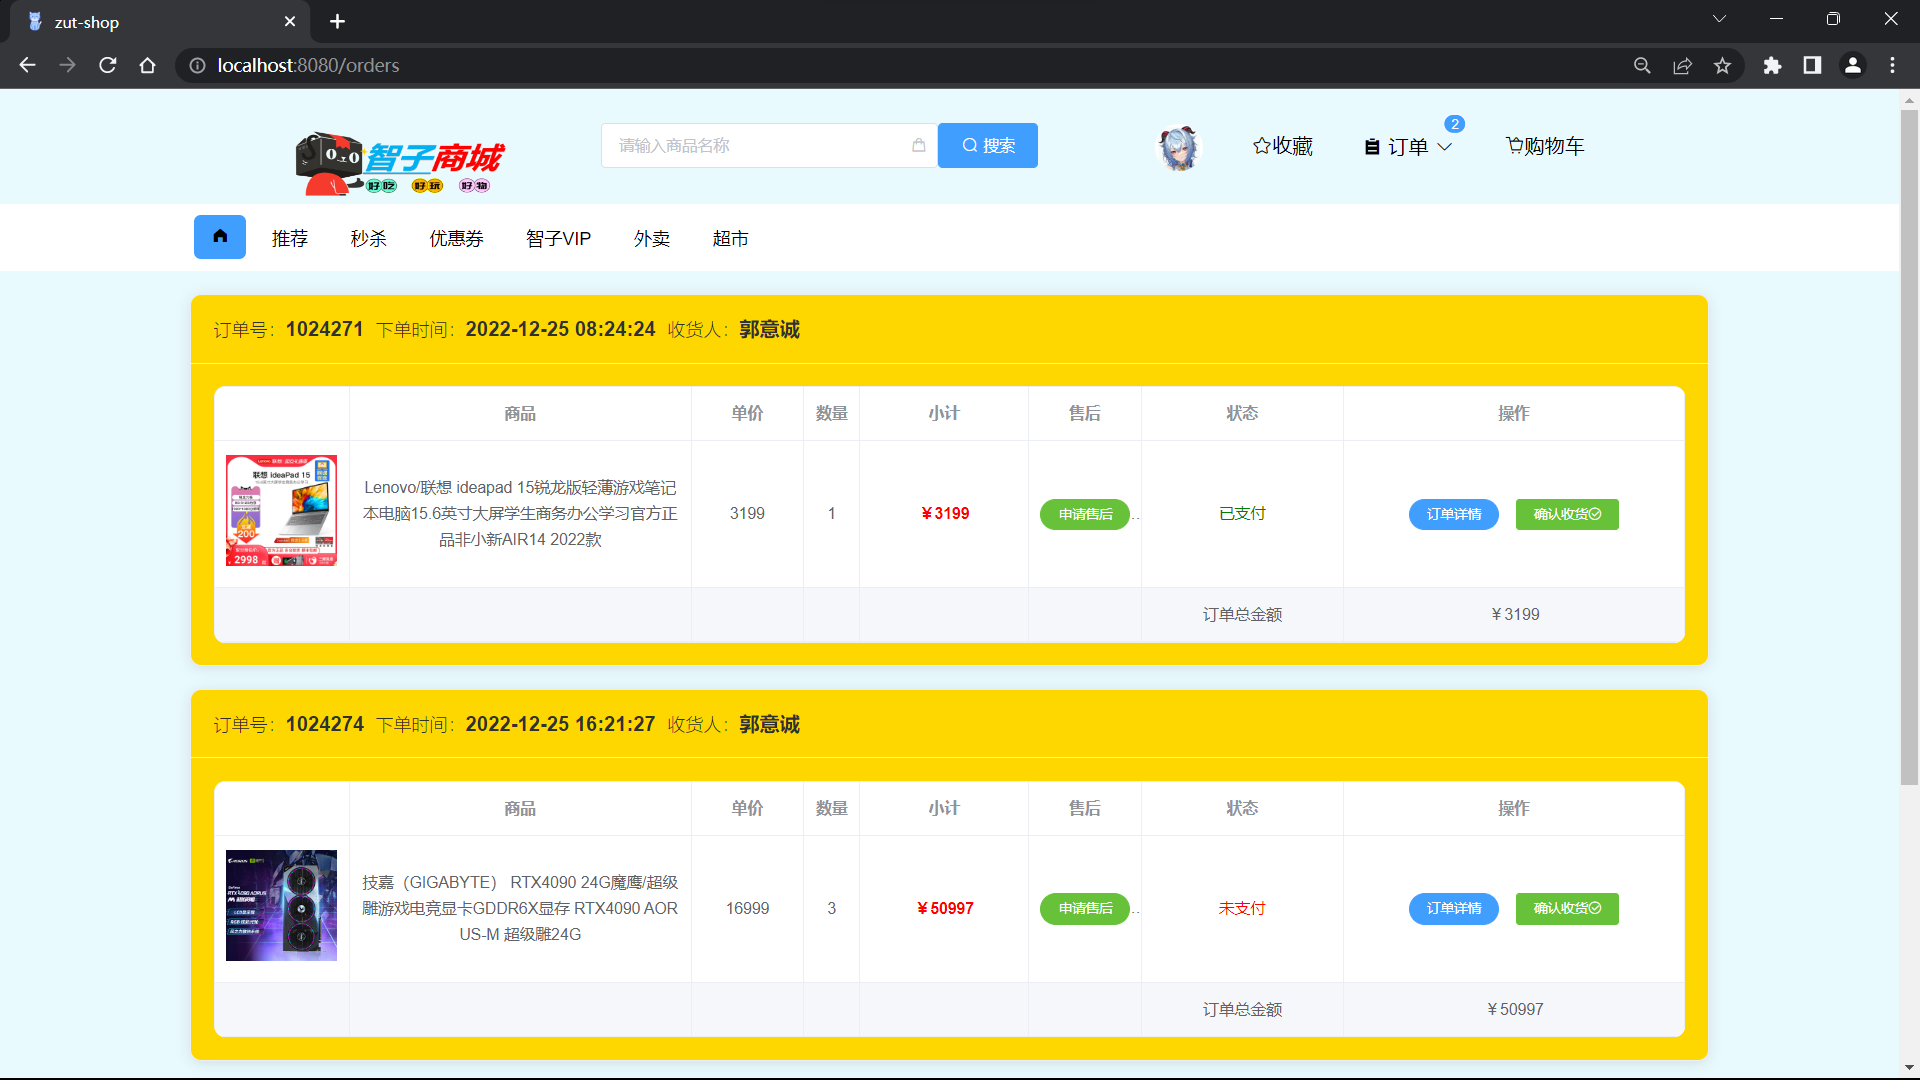 zut-shop
localhost:8080/orders
智子商城
好吃 好玩 好物
请输入商品名称
搜索
收藏
订单
2
购物车
推荐
秒杀
优惠券
智子VIP
外卖
超市
订单号：1024271 下单时间：2022-12-25 08:24:24 收货人：郭意诚
商品 单价 数量 小计 售后 状态 操作
联想 ideaPad 15
200
2998
Lenovo/联想 ideapad 15锐龙版轻薄游戏笔记
本电脑15.6英寸大屏学生商务办公学习官方正
品非小新AIR14 2022款
3199
1
￥3199
申请售后
..
已支付
订单详情
确认收货
订单总金额
￥3199
订单号：1024274 下单时间：2022-12-25 16:21:27 收货人：郭意诚
商品 单价 数量 小计 售后 状态 操作
技嘉（GIGABYTE） RTX4090 24G魔鹰/超级
雕游戏电竞显卡GDDR6X显存 RTX4090 AOR
US-M 超级雕24G
16999
3
￥50997
申请售后
..
未支付
订单详情
确认收货
订单总金额
￥50997